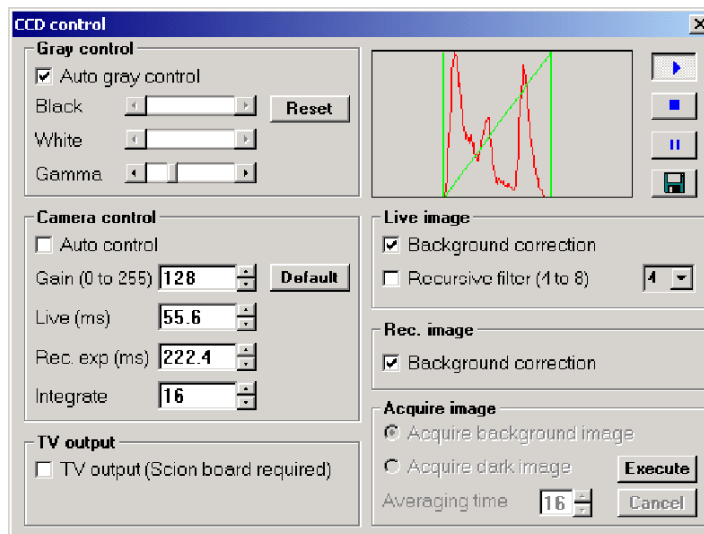 CCD control
Gray control
Auto gray control
Black
Reset
White
Gamma
Camera control
Auto control
Gain (0 to 255) 128
Default
Live (ms) 55.6
Rec. exp (ms) 222.4
Integrate 16
TV output
TV output (Scion board required)
Live image
Background correction
Recursive filter (4 to 8) 4
Rec. image
Background correction
Acquire image
Acquire background image
Acquire dark image
Execute
Averaging time 16
Cancel